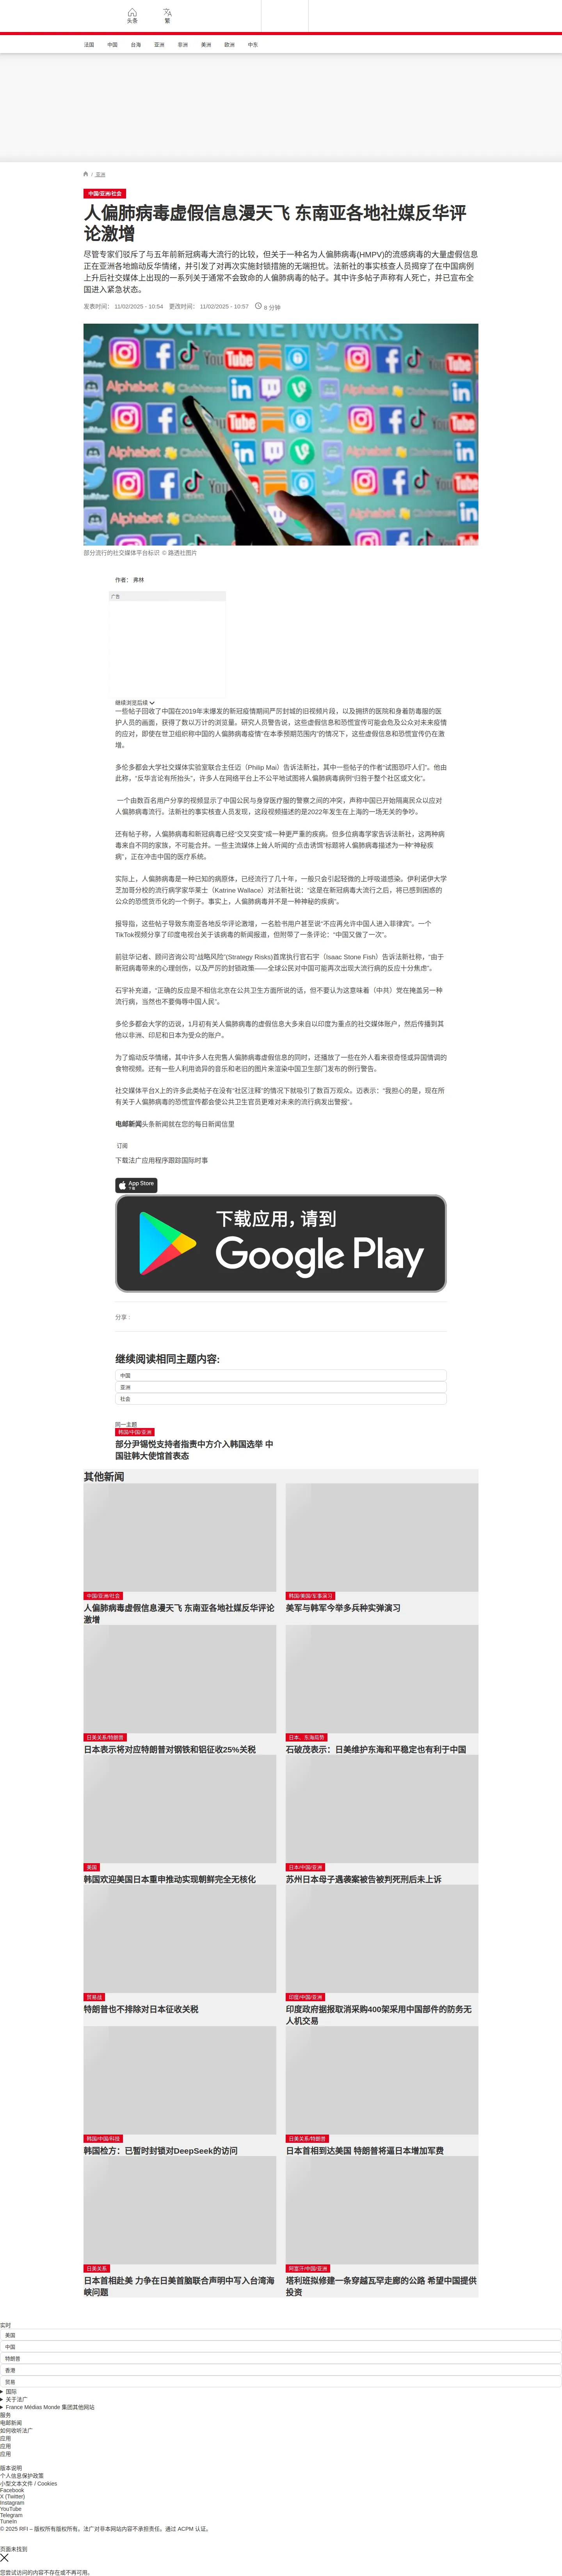 头条
繁
法国 中国 台海 亚洲 非洲 美洲 欧洲 中东
/ 亚洲
中国/亚洲/社会
人偏肺病毒虚假信息漫天飞 东南亚各地社媒反华评
论激增
尽管专家们驳斥了与五年前新冠病毒大流行的比较，但关于一种名为人偏肺病毒(HMPV)的流感病毒的大量虚假信息
正在亚洲各地煽动反华情绪，并引发了对再次实施封锁措施的无端担忧。法新社的事实核查人员揭穿了在中国病例
上升后社交媒体上出现的一系列关于通常不会致命的人偏肺病毒的帖子。其中许多帖子声称有人死亡，并已宣布全
国进入紧急状态。
发表时间： 11/02/2025 - 10:54 更改时间： 11/02/2025 - 10:57 8 分钟
SOCIAL NETWORKS
部分流行的社交媒体平台标识 © 路透社图片
作者： 弗林
广告
继续浏览后续
一些帖子回收了中国在2019年末爆发的新冠疫情期间严厉封城的旧视频片段，以及拥挤的医院和身着防毒服的医
护人员的画面，获得了数以万计的浏览量。研究人员警告说，这些虚假信息和恐慌宣传可能会危及公众对未来疫情
的应对，即使在世卫组织称中国的人偏肺病毒疫情“在本季预期范围内”的情况下，这些虚假信息和恐慌宣传仍在激
增。
多伦多都会大学社交媒体实验室联合主任迈（Philip Mai）告诉法新社，其中一些帖子的作者“试图恐吓人们”。他由
此称，“反华言论有所抬头”，许多人在网络平台上不公平地试图将人偏肺病毒病例“归咎于整个社区或文化”。
一个由数百名用户分享的视频显示了中国公民与身穿医疗服的警察之间的冲突，声称中国已开始隔离民众以应对
人偏肺病毒流行。法新社的事实核查人员发现，这段视频描述的是2022年发生在上海的一场无关的争吵。
还有帖子称，人偏肺病毒和新冠病毒已经“交叉突变”成一种更严重的疾病。但多位病毒学家告诉法新社，这两种病
毒来自不同的家族，不可能合并。一些主流媒体上耸人听闻的“点击诱饵”标题将人偏肺病毒描述为一种“神秘疾
病”，正在冲击中国的医疗系统。
实际上，人偏肺病毒是一种已知的病原体，已经流行了几十年，一般只会引起轻微的上呼吸道感染。伊利诺伊大学
芝加哥分校的流行病学家华莱士（Katrine Wallace）对法新社说：“这是在新冠病毒大流行之后，将已感到困惑的
公众的恐慌货币化的一个例子。事实上，人偏肺病毒并不是一种神秘的疾病”。
报导指，这些帖子导致东南亚各地反华评论激增，一名脸书用户甚至说“不应再允许中国人进入菲律宾”。一个
TikTok视频分享了印度电视台关于该病毒的新闻报道，但附带了一条评论：“中国又做了一次”。
前驻华记者、顾问咨询公司“战略风险”(Strategy Risks)首席执行官石宇（Isaac Stone Fish）告诉法新社称，“由于
新冠病毒带来的心理创伤，以及严厉的封锁政策——全球公民对中国可能再次出现大流行病的反应十分焦虑”。
石宇补充道，“正确的反应是不相信北京在公共卫生方面所说的话，但不要认为这意味着（中共）党在掩盖另一种
流行病，当然也不要侮辱中国人民”。
多伦多都会大学的迈说，1月初有关人偏肺病毒的虚假信息大多来自以印度为重点的社交媒体账户，然后传播到其
他以非洲、印尼和日本为受众的账户。
为了煽动反华情绪，其中许多人在兜售人偏肺病毒虚假信息的同时，还播放了一些在外人看来很奇怪或异国情调的
食物视频。还有一些人利用诡异的音乐和老旧的图片来渲染中国卫生部门发布的例行警告。
社交媒体平台X上的许多此类帖子在没有“社区注释”的情况下就吸引了数百万观众。迈表示：“我担心的是，现在所
有关于人偏肺病毒的恐慌宣传都会使公共卫生官员更难对未来的流行病发出警报”。
电邮新闻头条新闻就在您的每日新闻信里
订阅
下载法广应用程序跟踪国际时事
App Store
下载
下载应用，请到
Google Play
分享 :
继续阅读相同主题内容:
中国
亚洲
社会
同一主题
韩国/中国/亚洲
部分尹锡悦支持者指责中方介入韩国选举 中
国驻韩大使馆首表态
其他新闻
中国/亚洲/社会
人偏肺病毒虚假信息漫天飞 东南亚各地社媒反华评论
激增
韩国/美国/军事演习
美军与韩军今举多兵种实弹演习
日美关系/特朗普
日本表示将对应特朗普对钢铁和铝征收25%关税
日本、东海局势
石破茂表示：日美维护东海和平稳定也有利于中国
美国
韩国欢迎美国日本重申推动实现朝鲜完全无核化
日本/中国/亚洲
苏州日本母子遇袭案被告被判死刑后未上诉
贸易战
特朗普也不排除对日本征收关税
印度/中国/亚洲
印度政府据报取消采购400架采用中国部件的防务无
人机交易
韩国/中国/科技
韩国检方：已暂时封锁对DeepSeek的访问
日美关系/特朗普
日本首相到达美国 特朗普将逼日本增加军费
日美关系
日本首相赴美 力争在日美首脑联合声明中写入台湾海
峡问题
阿富汗/中国/亚洲
塔利班拟修建一条穿越瓦罕走廊的公路 希望中国提供
投资
实时
美国
中国
特朗普
香港
贸易
国际
关于法广
France Médias Monde 集团其他网站
服务
电邮新闻
如何收听法广
应用
应用
应用
版本说明
个人信息保护政策
小型文本文件 / Cookies
Facebook
X (Twitter)
Instagram
YouTube
Telegram
TuneIn
© 2025 RFI – 版权所有版权所有。法广对非本网站内容不承担责任。通过 ACPM 认证。
页面未找到
您尝试访问的内容不存在或不再可用。